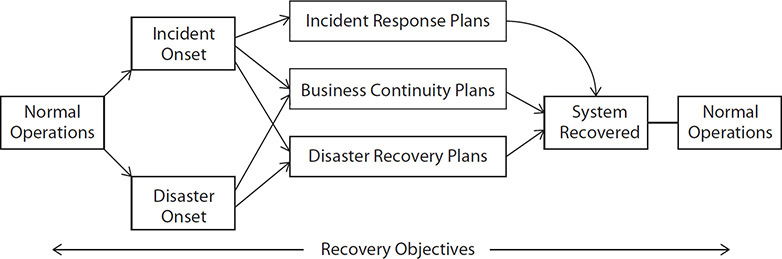 Normal
Operations
Incident
Onset
Disaster
Onset
Incident Response Plans
Business Continuity Plans
Disaster Recovery Plans
System
Recovered
Normal
Operations
Recovery Objectives